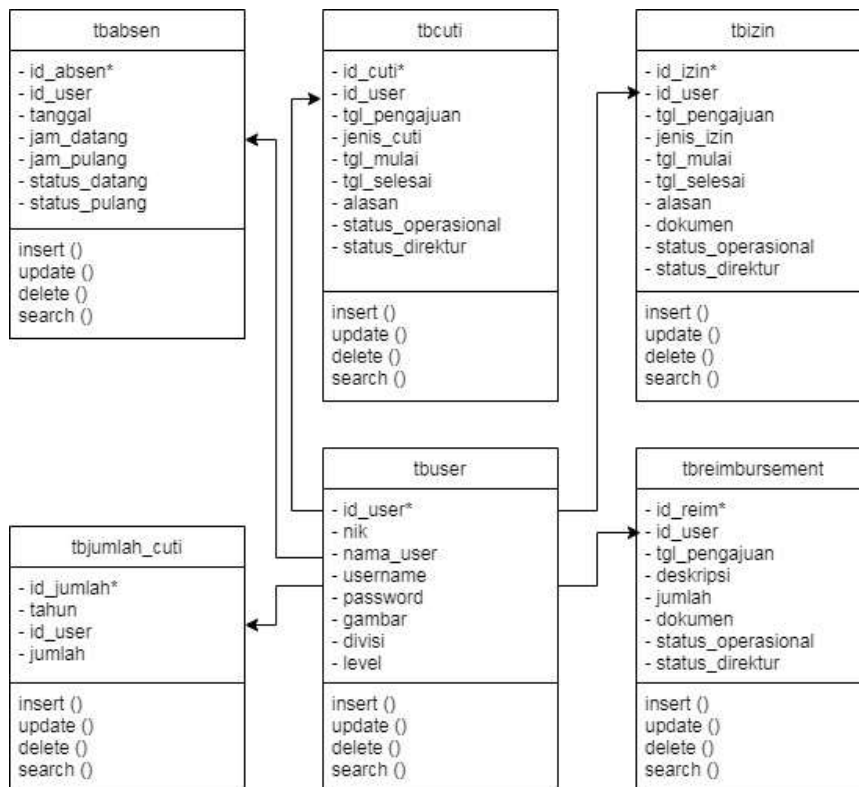 tbabsen
- id_absen*
- id_user
- tanggal
- jam_datang
- jam_pulang
- status_datang
- status_pulang
insert ()
update ()
delete ()
search ()
tbcuti
- id_cuti*
- id_user
- tgl_pengajuan
- jenis_cuti
- tgl_mulai
- tgl_selesai
- alasan
- status_operasional
- status_direktur
insert ()
update ()
delete ()
search ()
tbizin
- id_izin*
- id_user
- tgl_pengajuan
- jenis_izin
- tgl_mulai
- tgl_selesai
- alasan
- dokumen
- status_operasional
- status_direktur
insert ()
update ()
delete ()
search ()
tbjumlah_cuti
- id_jumlah*
- tahun
- id_user
- jumlah
insert ()
update ()
delete ()
search ()
tbuser
- id_user*
- nik
- nama_user
- username
- password
- gambar
- divisi
- level
insert ()
update ()
delete ()
search ()
tbreimbursement
- id_reim*
- id_user
- tgl_pengajuan
- deskripsi
- jumlah
- dokumen
- status_operasional
- status_direktur
insert ()
update ()
delete ()
search ()